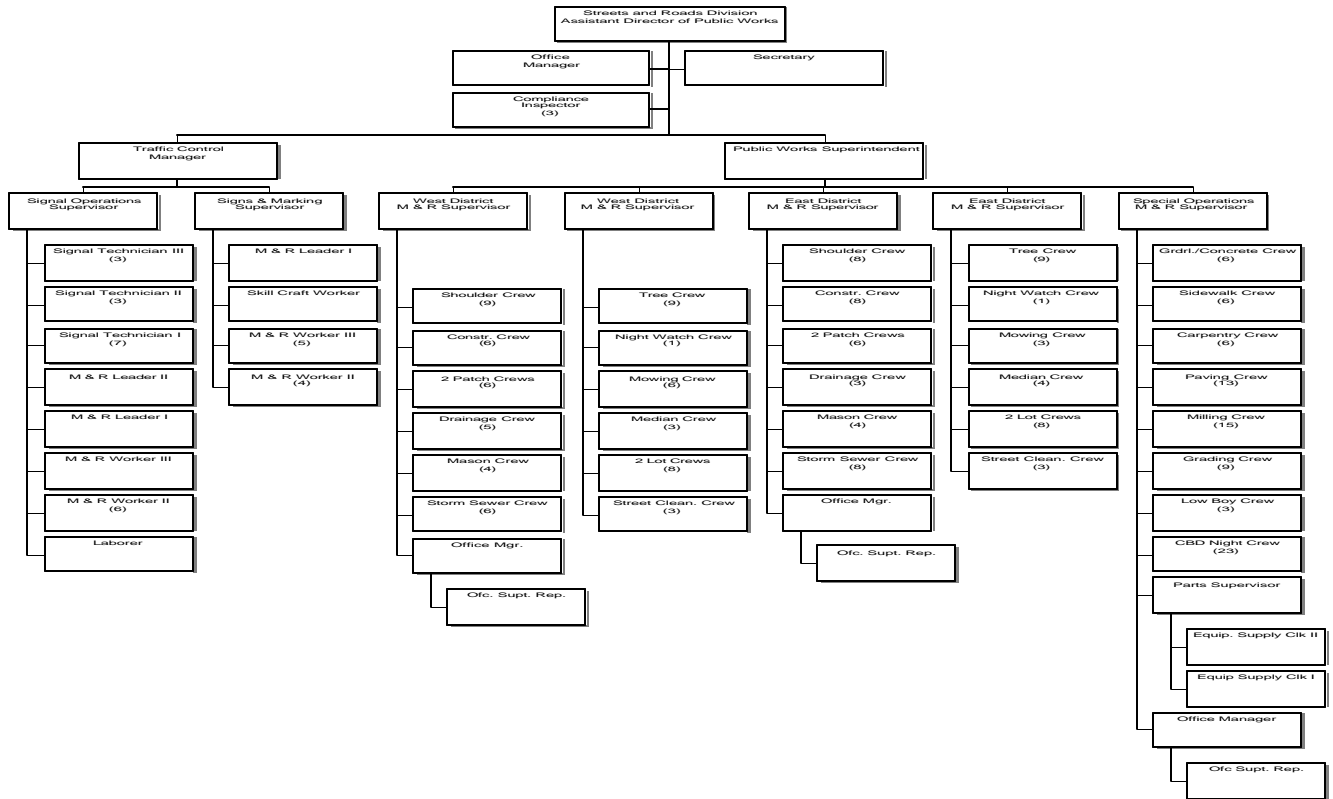 Streets and Roads Division
Assistant Director of Public Works
Office
Manager
Secretary
Compliance
Inspector
(3)
Traffic Control
Manager
Public Works Superintendent
Signal Operations
Supervisor
Signal Technician III
(3)
Signal Technician II
(3)
Signal Technician I
(7)
M & R Leader II
M & R Leader I
M & R Worker III
M & R Worker II
(6)
Laborer
Signs & Marking
Supervisor
M & R Leader I
Skill Craft Worker
M & R Worker III
(5)
M & R Worker II
(4)
West District
M & R Supervisor
Shoulder Crew
(9)
Constr. Crew
(6)
2 Patch Crews
(6)
Drainage Crew
(5)
Mason Crew
(4)
Storm Sewer Crew
(6)
Office Mgr.
Ofc. Supt. Rep.
West District
M & R Supervisor
Tree Crew
(9)
Night Watch Crew
(1)
Mowing Crew
(6)
Median Crew
(3)
2 Lot Crews
(8)
Street Clean. Crew
(3)
East District
M & R Supervisor
Shoulder Crew
(8)
Constr. Crew
(8)
2 Patch Crews
(6)
Drainage Crew
(3)
Mason Crew
(4)
Storm Sewer Crew
(8)
Office Mgr.
Ofc. Supt. Rep.
East District
M & R Supervisor
Tree Crew
(9)
Night Watch Crew
(1)
Mowing Crew
(3)
Median Crew
(4)
2 Lot Crews
(8)
Street Clean. Crew
(3)
Special Operations
M & R Supervisor
Grdrl./Concrete Crew
(6)
Sidewalk Crew
(6)
Carpentry Crew
(6)
Paving Crew
(13)
Milling Crew
(15)
Grading Crew
(9)
Low Boy Crew
(3)
CBD Night Crew
(23)
Parts Supervisor
Equip. Supply Clk II
Equip Supply Clk I
Office Manager
Ofc Supt. Rep.